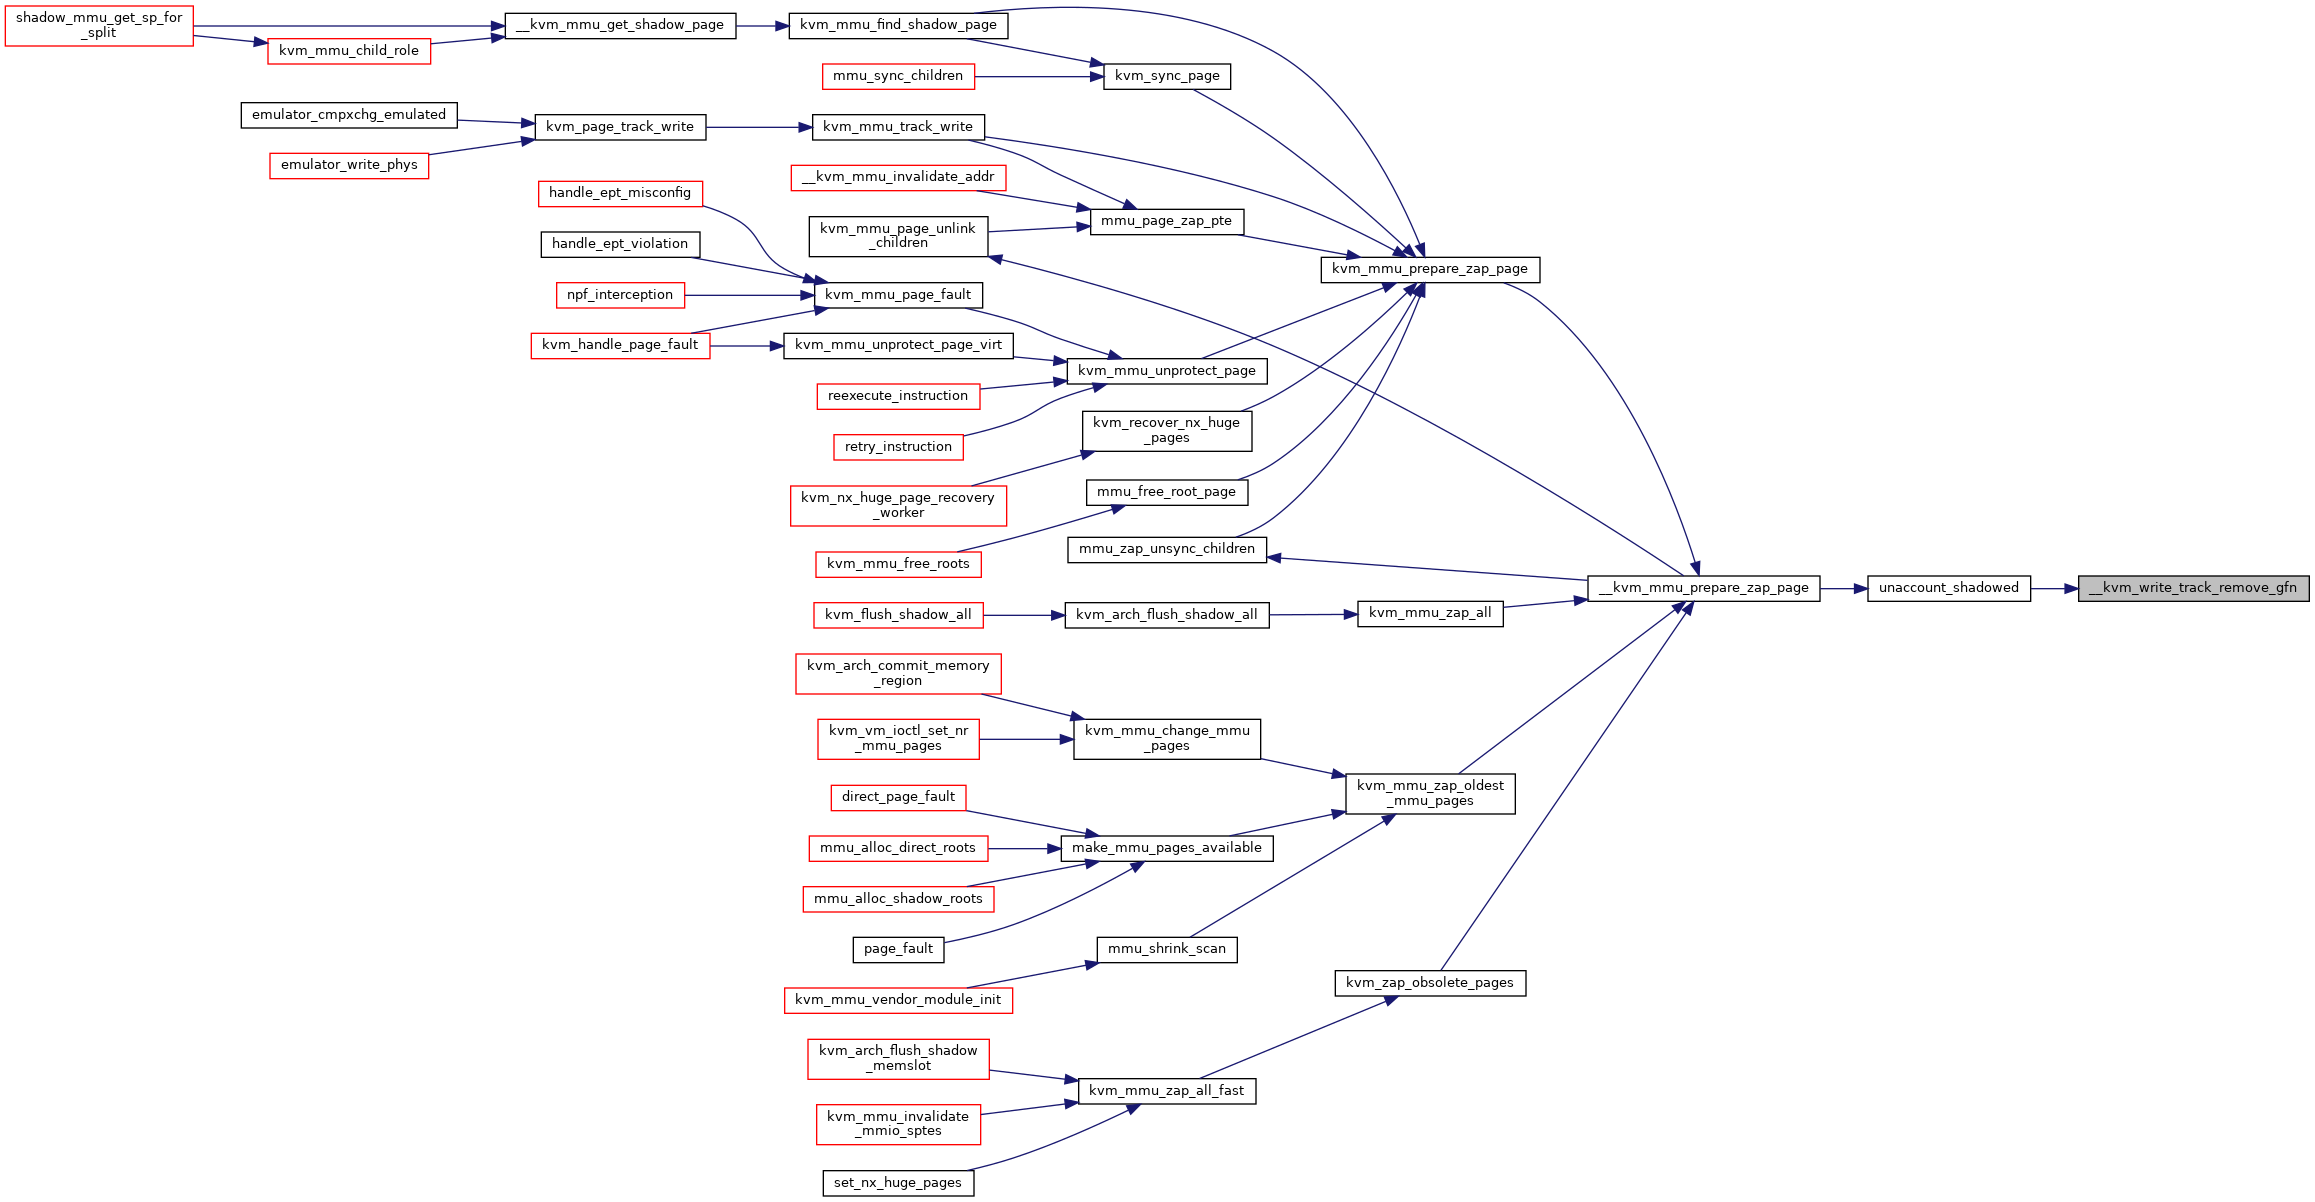 shadow_mmu_get_sp_for
_split
__kvm_mmu_get_shadow_page
kvm_mmu_find_shadow_page
kvm_mmu_child_role
mmu_sync_children
kvm_sync_page
emulator_cmpxchg_emulated
kvm_page_track_write
kvm_mmu_track_write
emulator_write_phys
__kvm_mmu_invalidate_addr
handle_ept_misconfig
mmu_page_zap_pte
kvm_mmu_page_unlink
_children
handle_ept_violation
kvm_mmu_prepare_zap_page
npf_interception
kvm_mmu_page_fault
kvm_handle_page_fault
kvm_mmu_unprotect_page_virt
kvm_mmu_unprotect_page
reexecute_instruction
kvm_recover_nx_huge
_pages
retry_instruction
kvm_nx_huge_page_recovery
_worker
mmu_free_root_page
mmu_zap_unsync_children
kvm_mmu_free_roots
__kvm_mmu_prepare_zap_page
unaccount_shadowed
__kvm_write_track_remove_gfn
kvm_flush_shadow_all
kvm_arch_flush_shadow_all
kvm_mmu_zap_all
kvm_arch_commit_memory
_region
kvm_vm_ioctl_set_nr
_mmu_pages
kvm_mmu_change_mmu
_pages
direct_page_fault
kvm_mmu_zap_oldest
_mmu_pages
mmu_alloc_direct_roots
make_mmu_pages_available
mmu_alloc_shadow_roots
page_fault
mmu_shrink_scan
kvm_zap_obsolete_pages
kvm_mmu_vendor_module_init
kvm_arch_flush_shadow
_memslot
kvm_mmu_zap_all_fast
kvm_mmu_invalidate
_mmio_sptes
set_nx_huge_pages